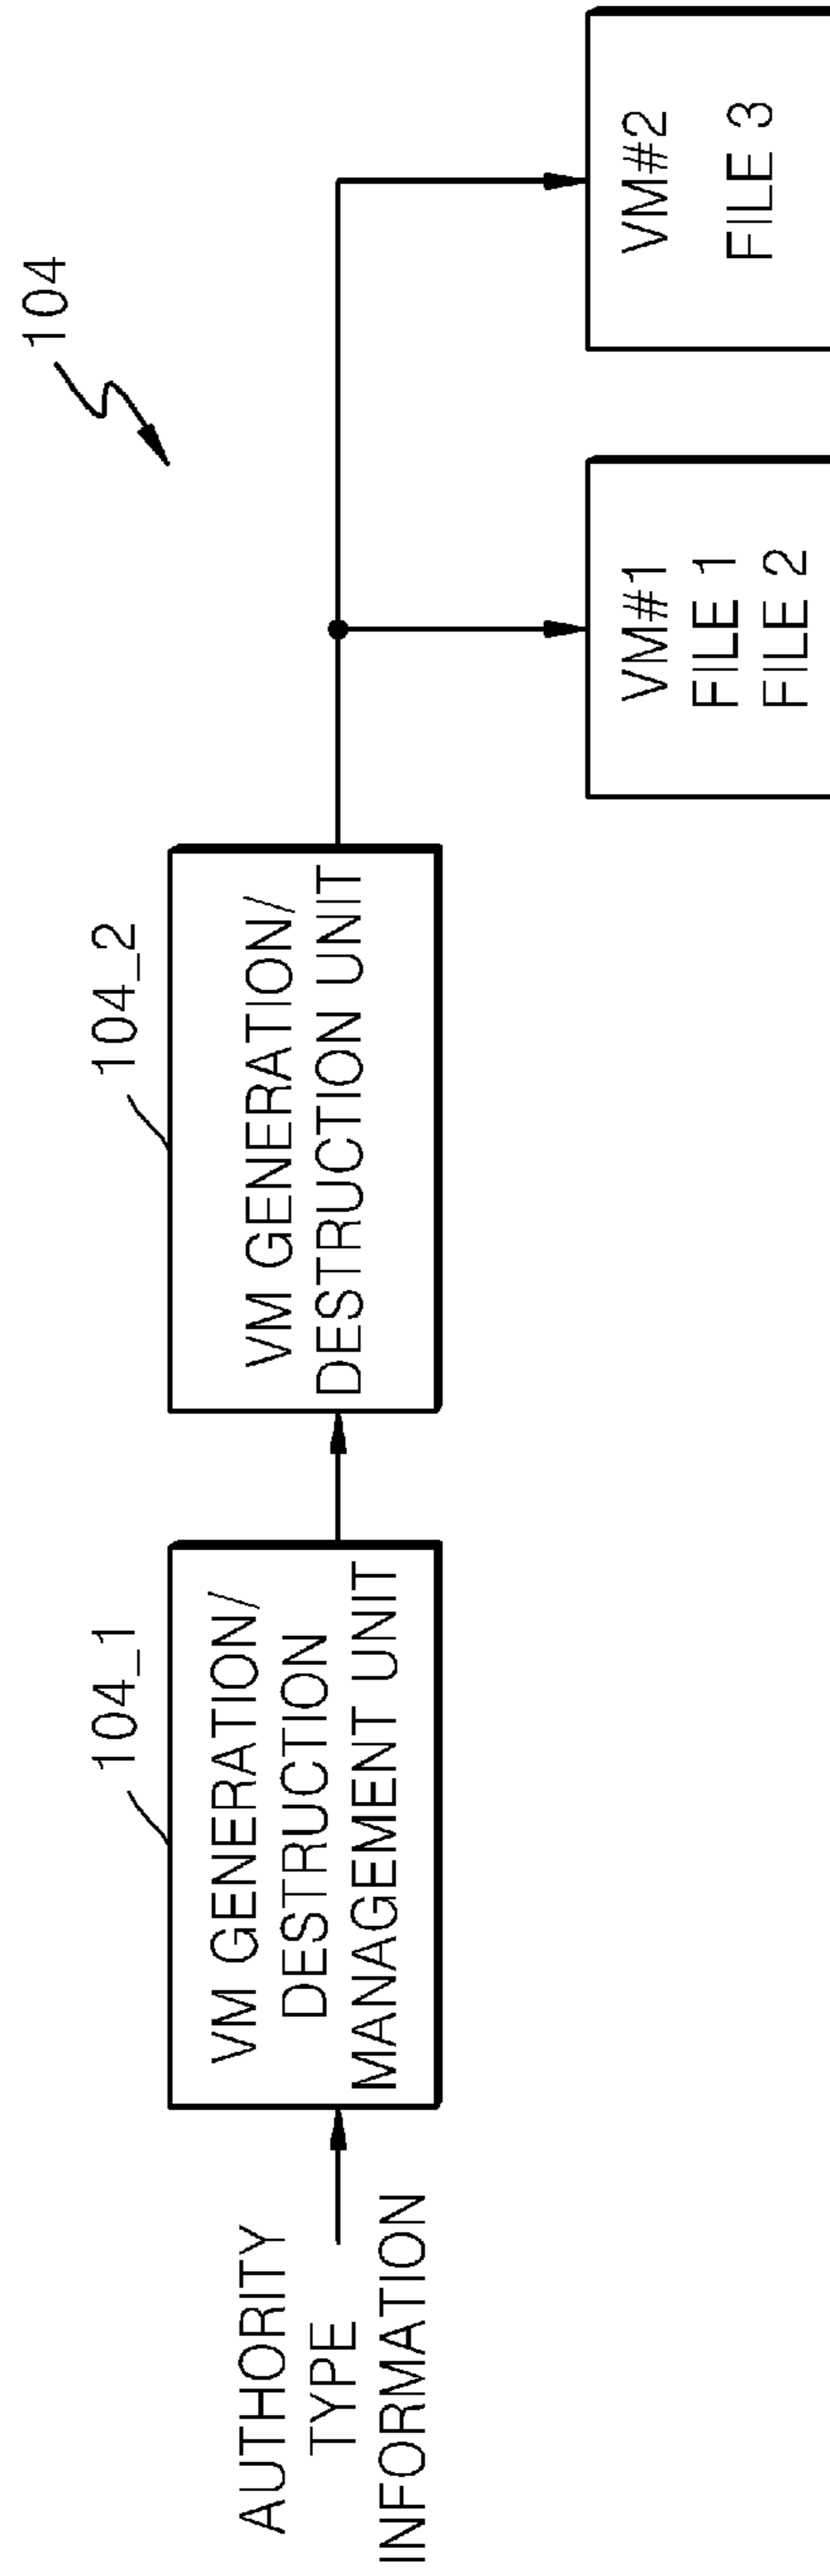 104
AUTHORITY
TYPE
INFORMATION
104_1
VM GENERATION/
DESTRUCTION
MANAGEMENT UNIT
104_2
VM GENERATION/
DESTRUCTION UNIT
VM#1
FILE 1
FILE 2
VM#2
FILE 3